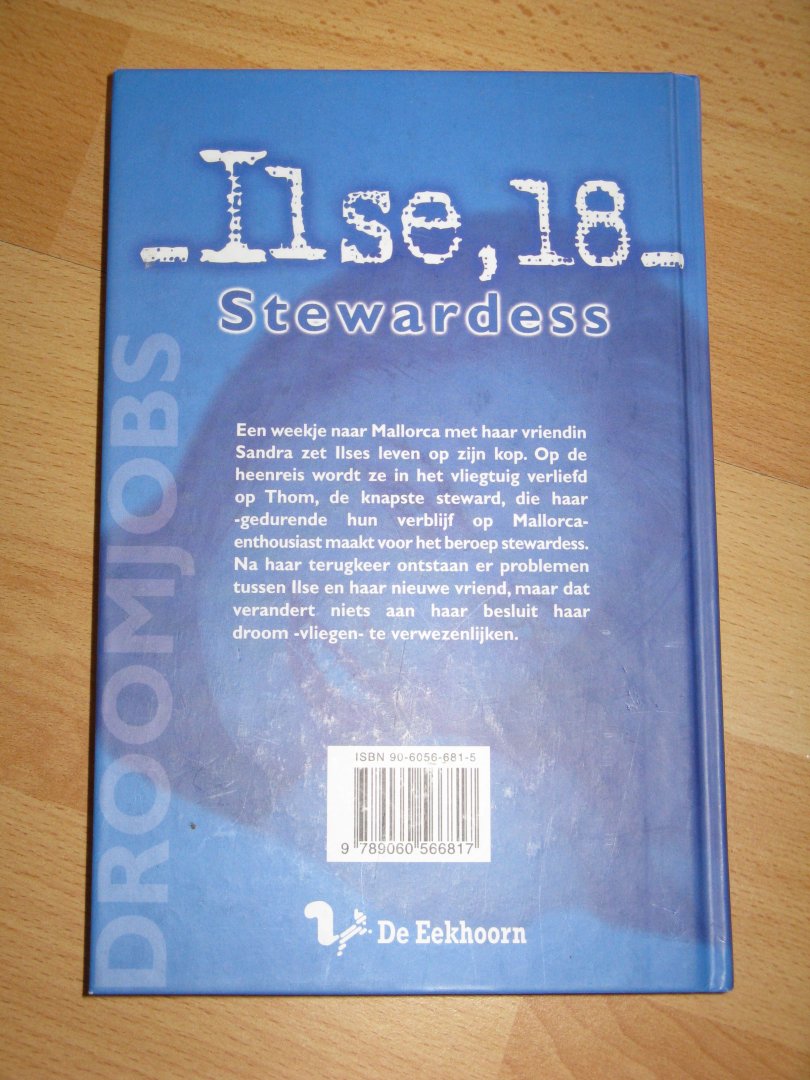 _Ilse, 18_
Stewardess
DROOMJOBS
Een weekje naar Mallorca met haar vriendin
Sandra zet Ilses leven op zijn kop. Op de
heenreis wordt ze in het vliegtuig verliefd
op Thom, de knapste steward, die haar
-gedurende hun verblijf op Mallorca-
enthousiast maakt voor het beroep stewardess.
Na haar terugkeer ontstaan er problemen
tussen Ilse en haar nieuwe vriend, maar dat
verandert niets aan haar besluit haar
droom -vliegen- te verwezenlijken.
ISBN 90-6056-681-5
9 789060 566817
De Eekhoorn